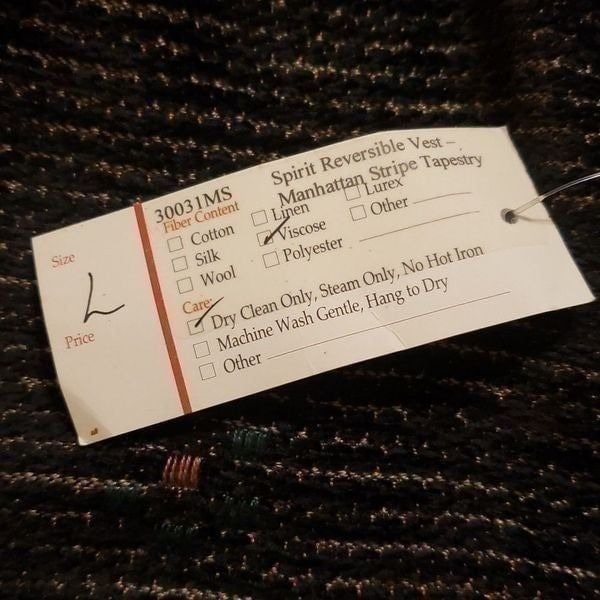 Spirit Reversible Vest –
30031MS Manhattan Stripe Tapestry
Fiber Content
Cotton Linen Lurex
Silk Viscose Other
Wool Polyester
Care:
Dry Clean Only, Steam Only, No Hot Iron
Machine Wash Gentle, Hang to Dry
Other
Size
L
Price